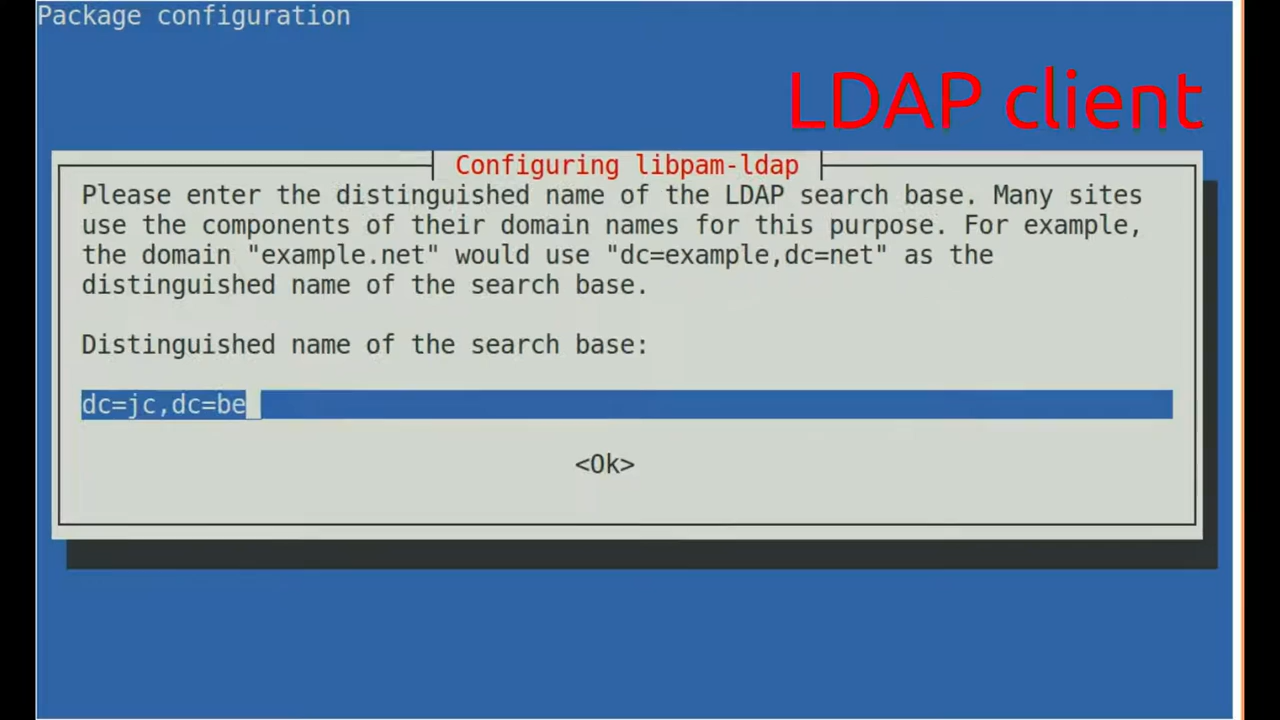 Package configuration
LDAP client
Configuring libpam-ldap
Please enter the distinguished name of the LDAP search base. Many sites
use the components of their domain names for this purpose. For example,
the domain "example.net" would use "dc=example,dc=net" as the
distinguished name of the search base.
Distinguished name of the search base:
dc=jc,dc=be
<Ok>